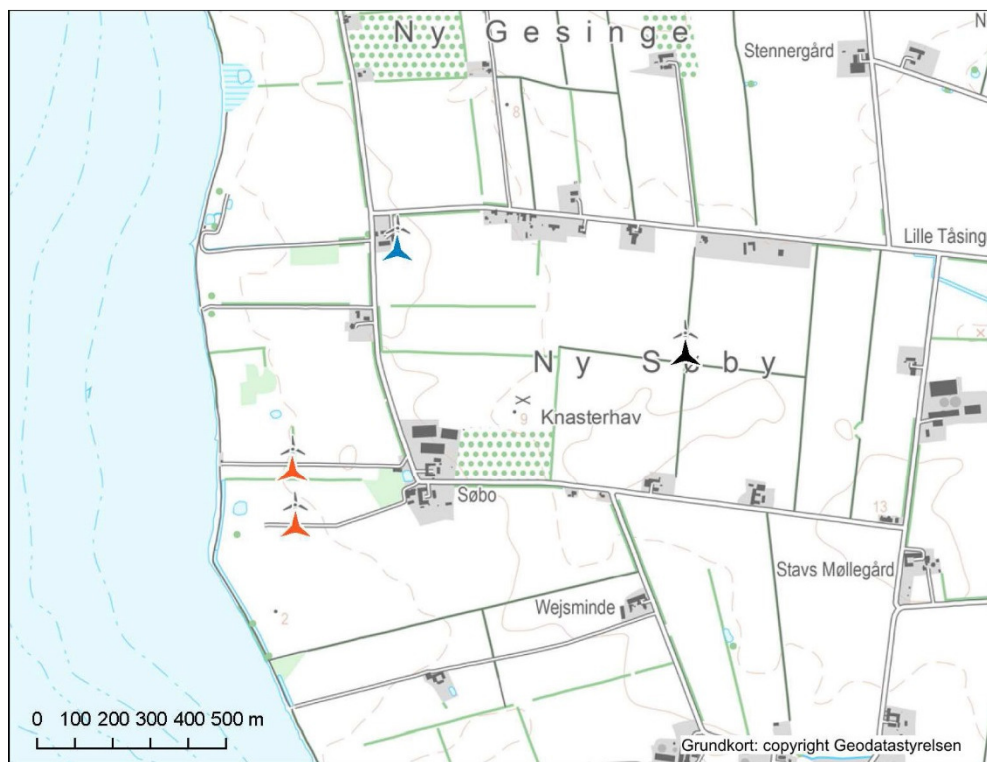 Ny Gesinge
N
Stennergård
8
Lille Tåsing
Ny Søby
9
Knasterhav
Søbo
13
Stavs Møllegård
Wejsminde
2
0 100 200 300 400 500 m
Grundkort: copyright Geodatastyrelsen